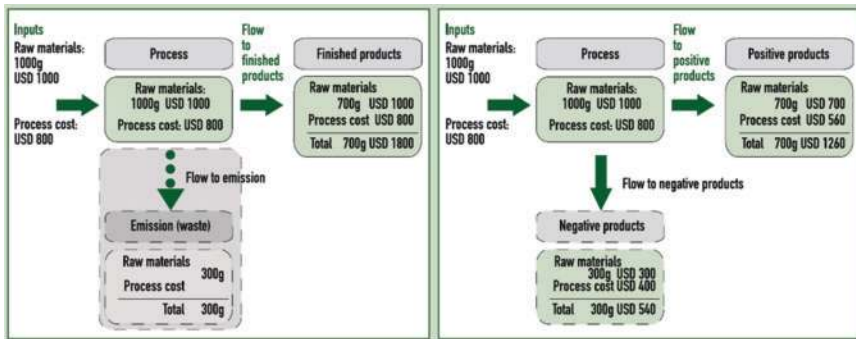 Inputs
Raw materials:
1000g
USD 1000
Process cost:
USD 800
Process
Raw materials:
1000g USD 1000
Process cost: USD 800
Flow
to
finished
products
Finished products
Raw materials
700g USD 1000
Process cost USD 800
Total 700g USD 1800
Flow to emission
Emission (waste)
Raw materials
300g
Process cost
Total 300g
Inputs
Raw materials:
1000g
USD 1000
Process cost:
USD 800
Process
Raw materials:
1000g USD 1000
Process cost: USD 800
Flow
to
positive
products
Positive products
Raw materials
700g USD 700
Process cost USD 560
Total 700g USD 1260
Flow to negative products
Negative products
Raw materials
300g USD 300
Process cost USD 400
Total 300g USD 540